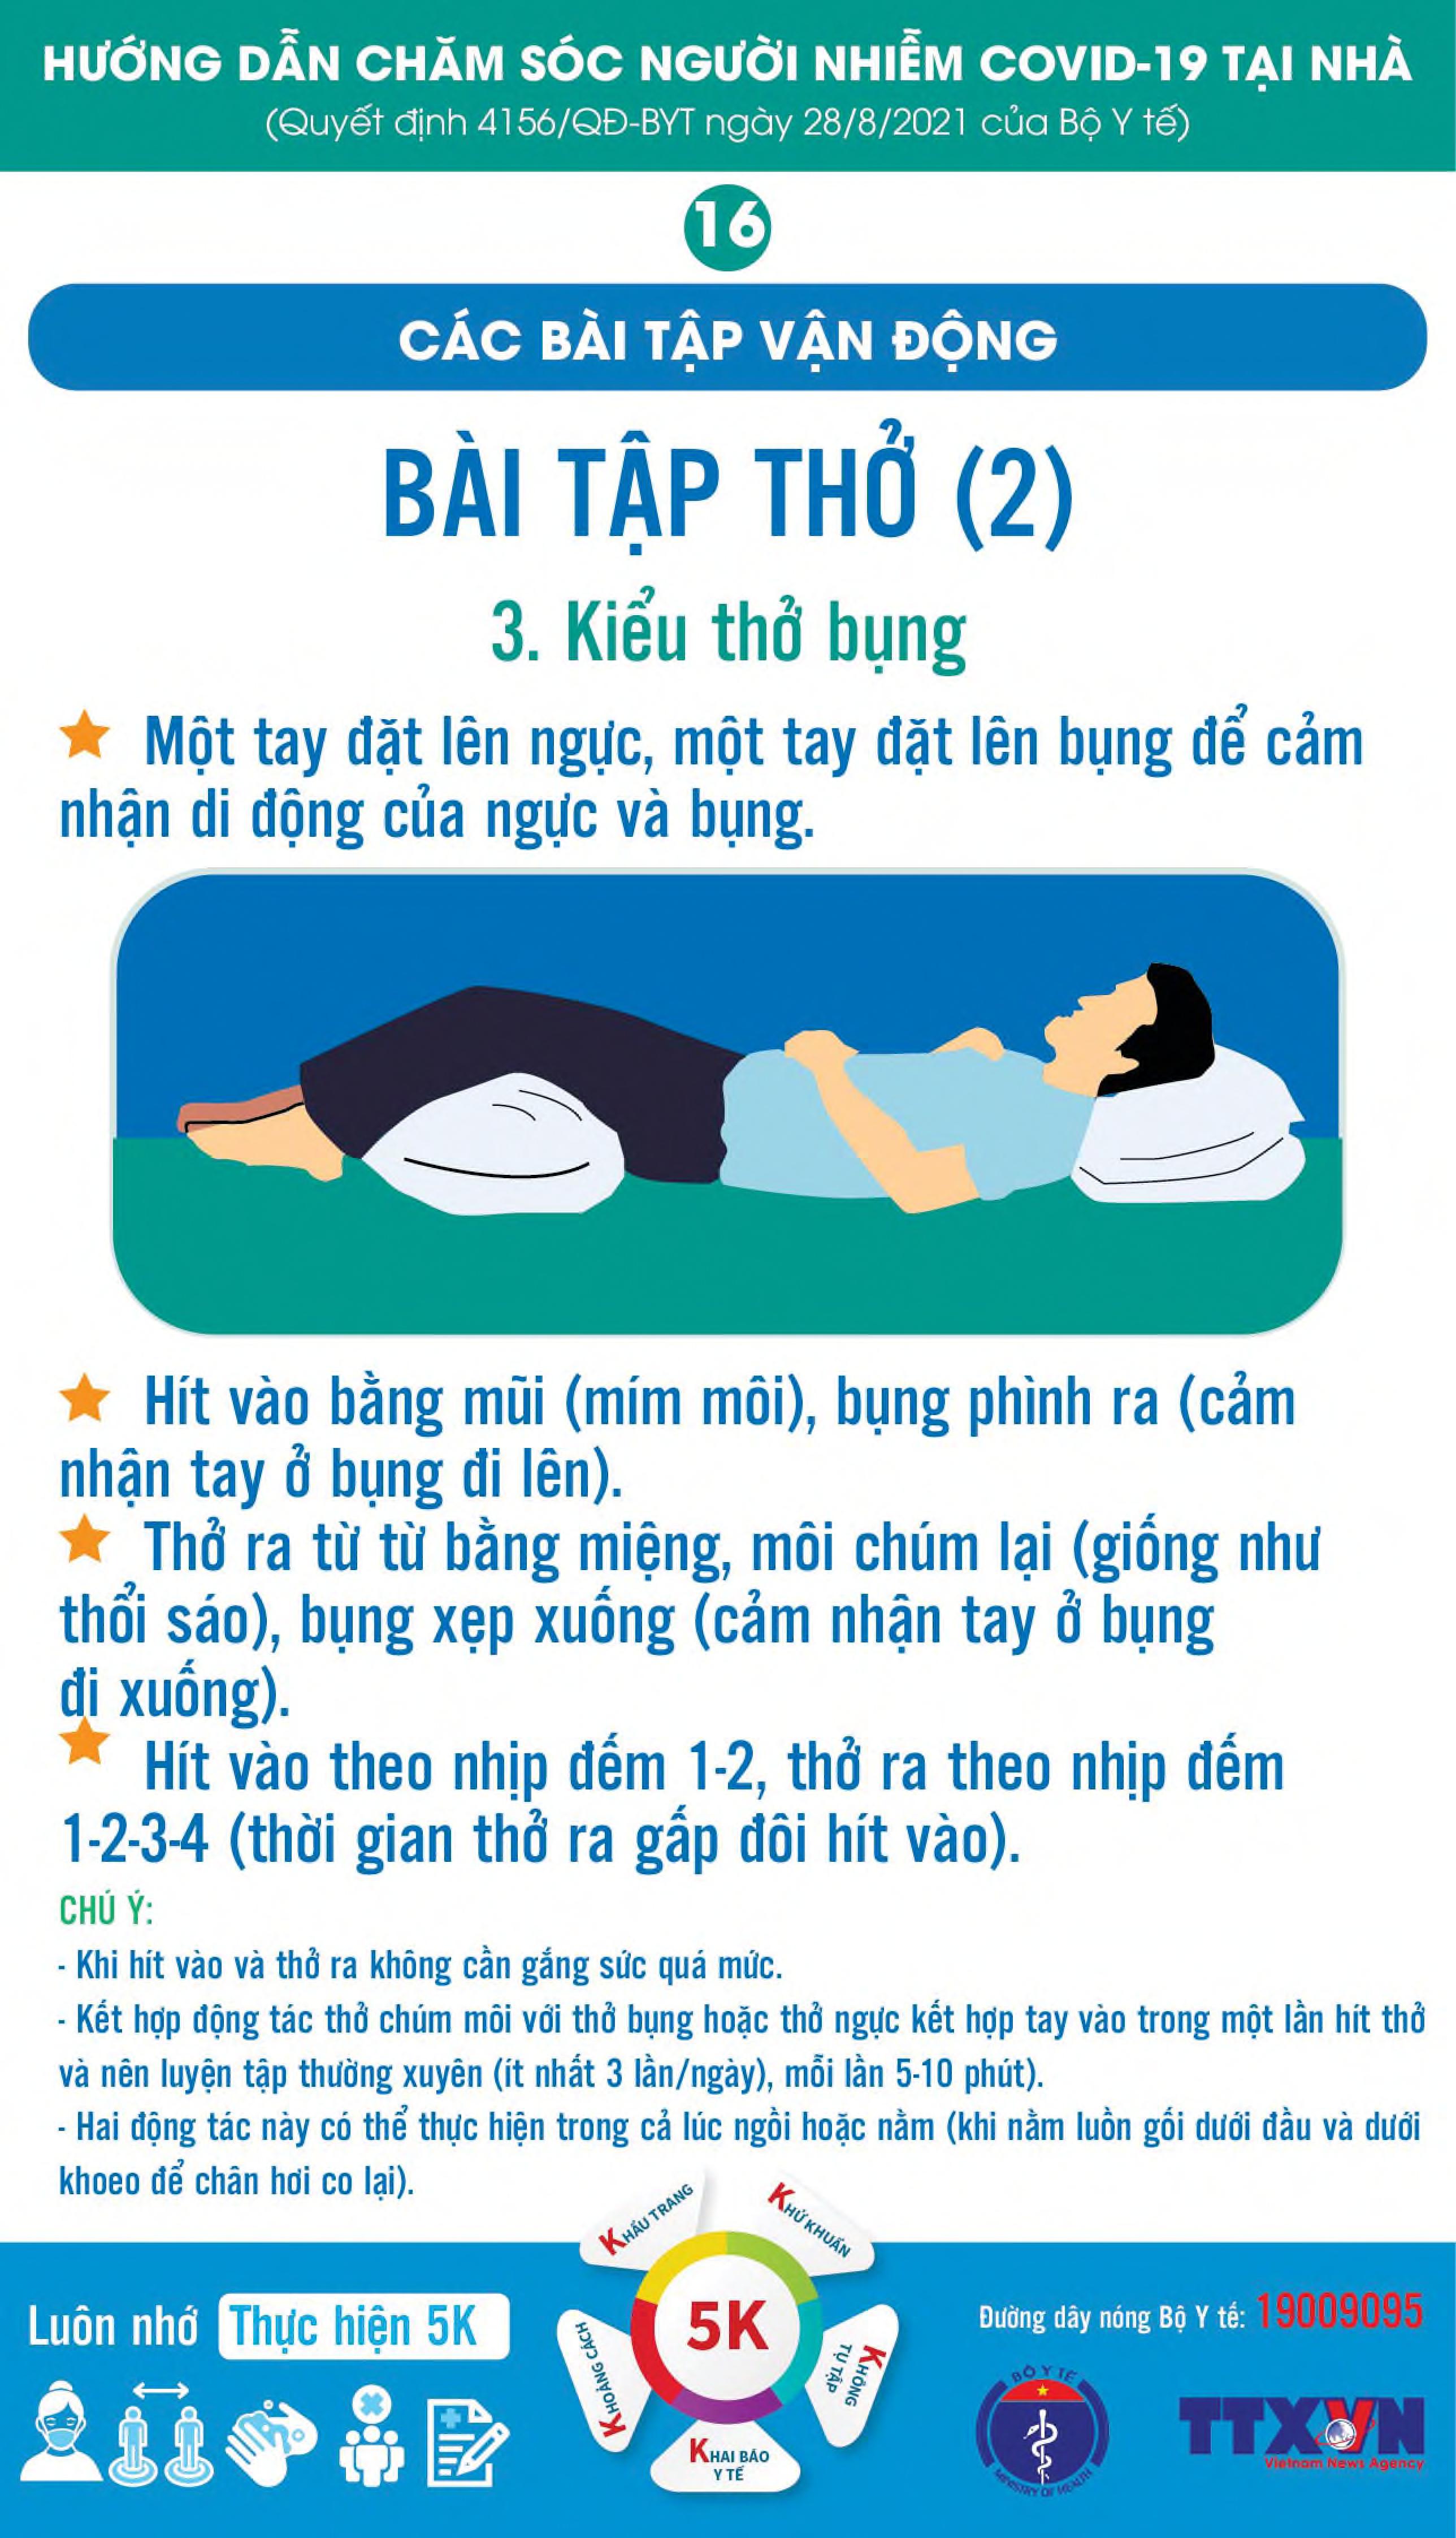 HƯỚNG DẪN CHĂM SÓC NGƯỜI NHIỄM COVID-19 TẠI NHÀ
(Quyết định 4156/QĐ-BYT ngày 28/8/2021 của Bộ Y tế)
16
CÁC BÀI TẬP VẬN ĐỘNG
BÀI TẬP THỞ (2)
3. Kiểu thở bụng
Một tay đặt lên ngực, một tay đặt lên bụng để cảm
nhận di động của ngực và bụng.
Hít vào bằng mũi (mím môi), bụng phình ra (cảm
nhận tay ở bụng đi lên).
Thở ra từ từ bằng miệng, môi chúm lại (giống như
thổi sáo), bụng xẹp xuống (cảm nhận tay ở bụng
đi xuống).
Hít vào theo nhịp đếm 1-2, thở ra theo nhịp đếm
1-2-3-4 (thời gian thở ra gấp đôi hít vào).
CHÚ Ý:
- Khi hít vào và thở ra không cần gắng sức quá mức.
- Kết hợp động tác thở chúm môi với thở bụng hoặc thở ngực kết hợp tay vào trong một lần hít thở
và nên luyện tập thường xuyên (ít nhất 3 lần/ngày), mỗi lần 5-10 phút).
- Hai động tác này có thể thực hiện trong cả lúc ngồi hoặc nằm (khi nằm luồn gối dưới đầu và dưới
khoeo để chân hơi co lại).
Luôn nhớ Thực hiện 5K
KHẨU TRANG
KHỬ KHUẨN
KHOẢNG CÁCH
5K
KHÔNG
TỤ TẬP
KHAI BÁO
Y TẾ
Đường dây nóng Bộ Y tế: 19009095
BỘ Y TẾ
MINISTRY OF HEALTH
TTXVN
Vietnam News Agency